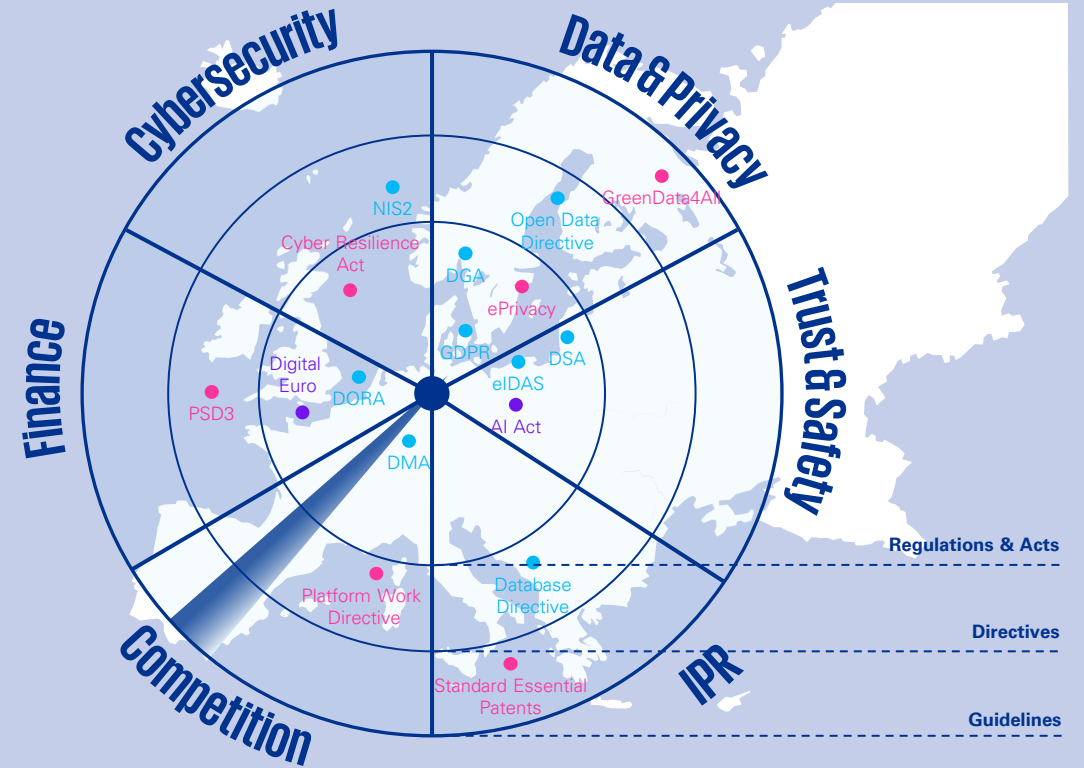 Cybersecurity
Data & Privacy
GreenData4All
NIS2
Open Data
Directive
Cyber Resilience
Act
DGA
ePrivacy
Trust & Safety
Finance
GDPR
DSA
Digital
Euro
eIDAS
DORA
PSD3
AI Act
DMA
Regulations & Acts
Platform Work
Directive
Database
Directive
Directives
Competition
IPR
Standard Essential
Patents
Guidelines